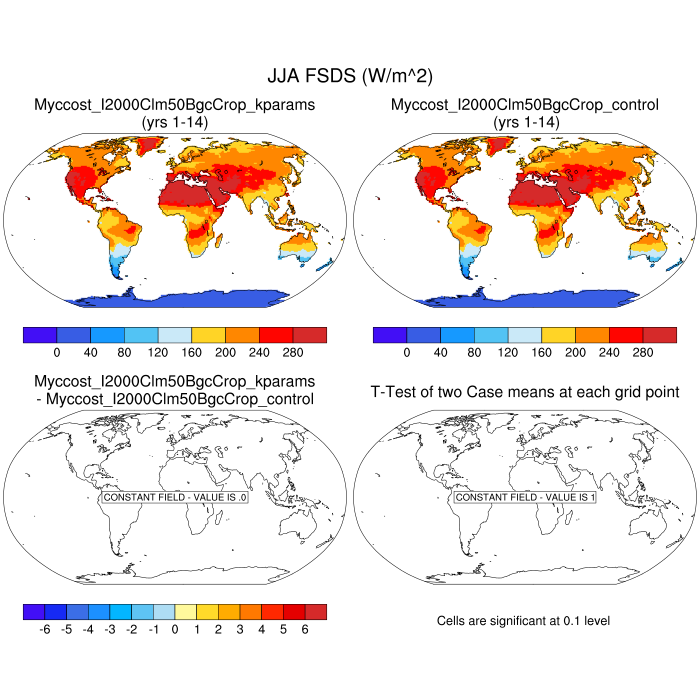 JJA FSDS (W/m^2)
Myccost_I2000Clm50BgcCrop_kparams
(yrs 1-14)
Myccost_I2000Clm50BgcCrop_control
(yrs 1-14)
0 40 80 120 160 200 240 280
0 40 80 120 160 200 240 280
Myccost_I2000Clm50BgcCrop_kparams
- Myccost_I2000Clm50BgcCrop_control
T-Test of two Case means at each grid point
CONSTANT FIELD - VALUE IS .0
CONSTANT FIELD - VALUE IS 1
-6 -5 -4 -3 -2 -1 0 1 2 3 4 5 6
Cells are significant at 0.1 level